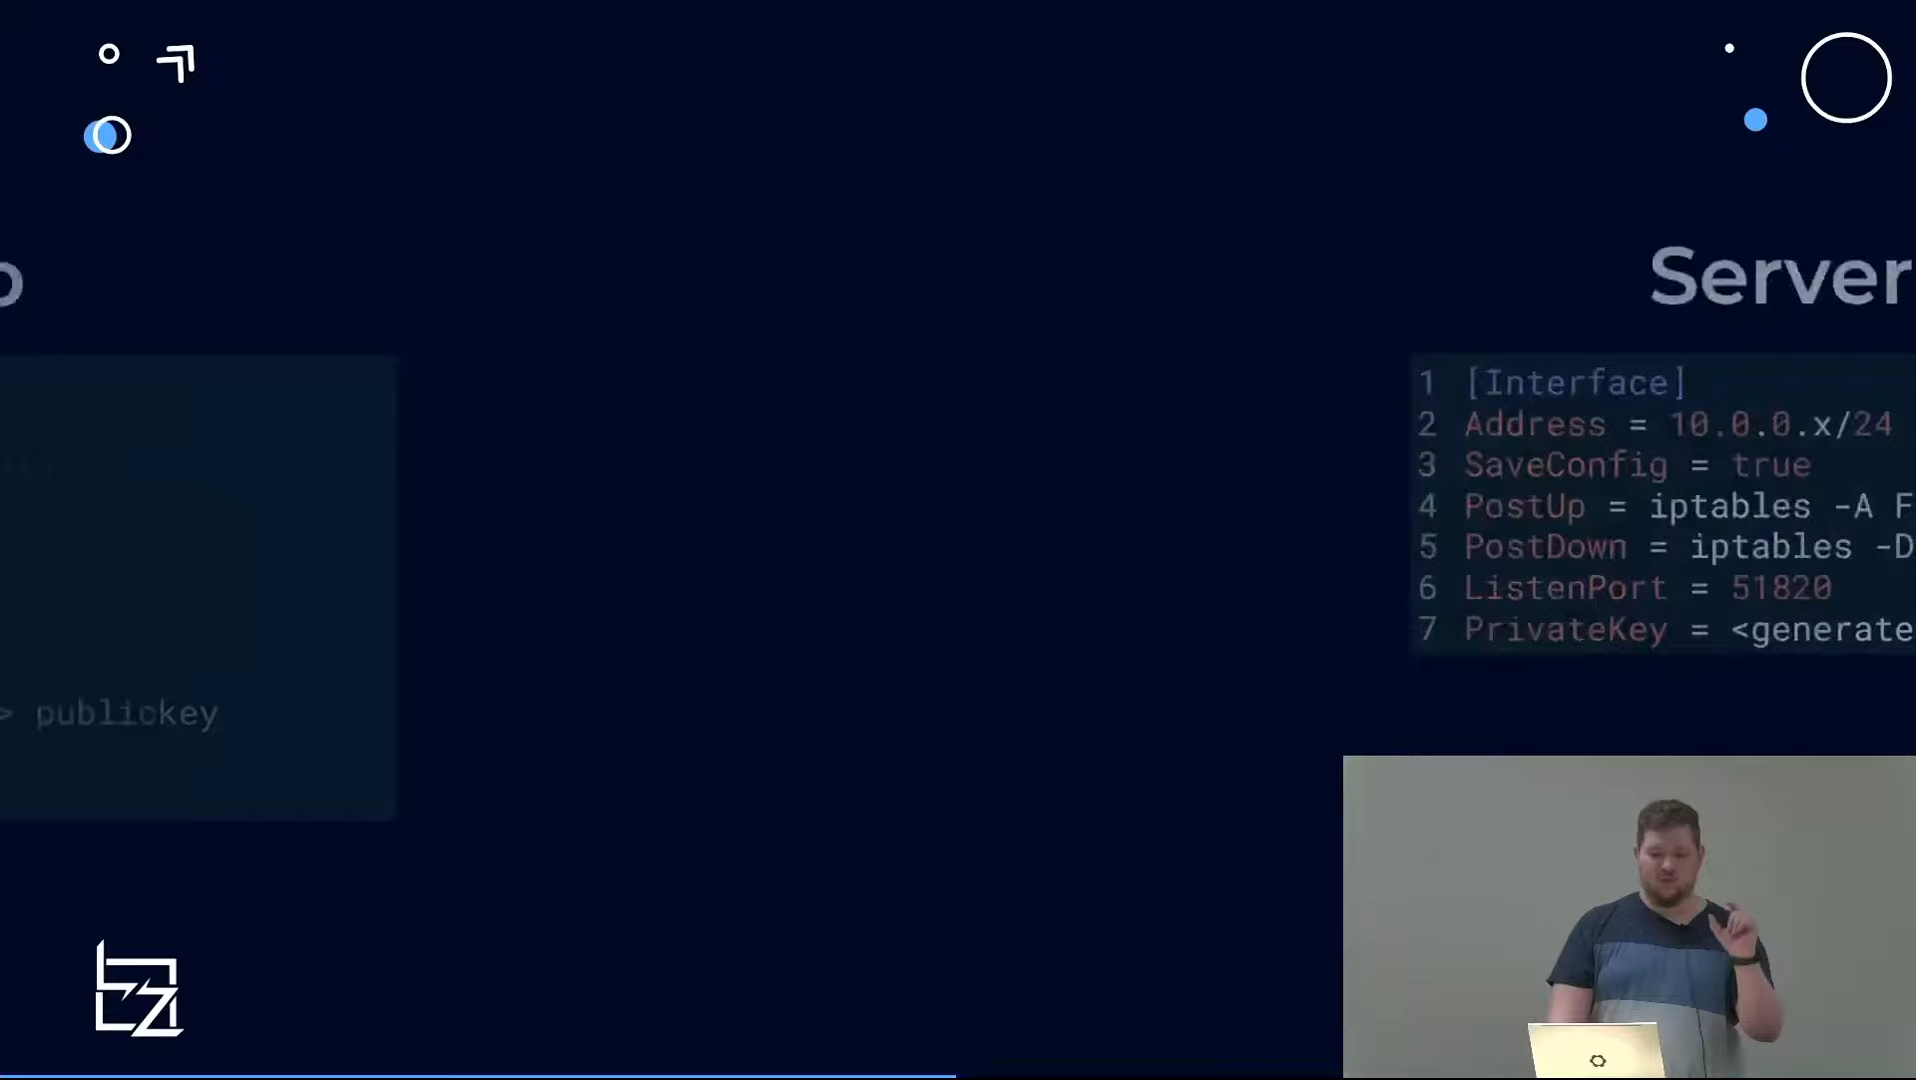 Server
1 [Interface]
2 Address = 10.0.0.x/24
3 SaveConfig = true
4 PostUp = iptables -A F
5 PostDown = iptables -D
6 ListenPort = 51820
7 PrivateKey = <generate
> publickey